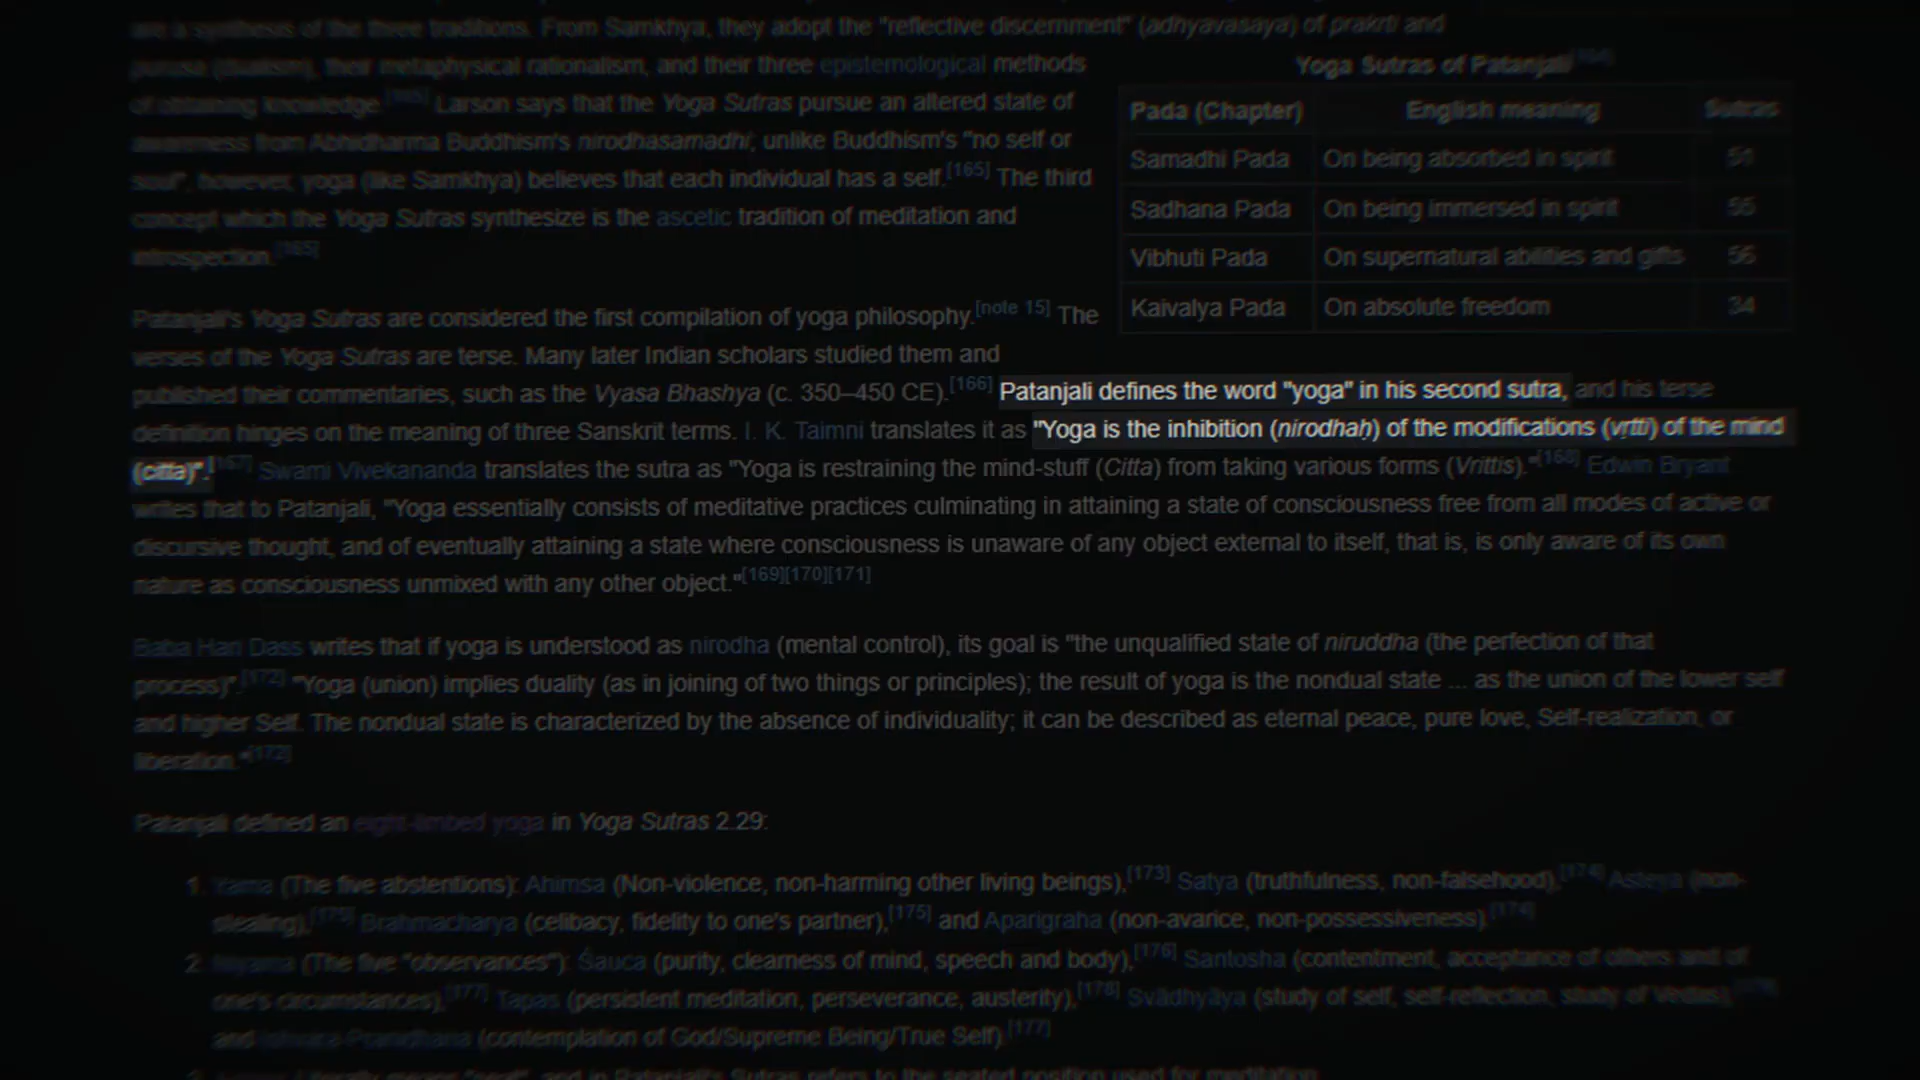 are a synthesis of the three traditions. From Samkhya, they adopt the "reflective discernment" (adhyavasaya) of prakrti and
purusa (dualism), their metaphysical rationalism, and their three epistemological methods
of obtaining knowledge.[165] Larson says that the Yoga Sutras pursue an altered state of
awareness from Abhidharma Buddhism's nirodhasamadhi; unlike Buddhism's "no self or
soul", however, yoga (like Samkhya) believes that each individual has a self.[165] The third
concept which the Yoga Sutras synthesize is the ascetic tradition of meditation and
introspection.[165]
Yoga Sutras of Patanjali[164]
Pada (Chapter) English meaning Sutras
Samadhi Pada On being absorbed in spirit 51
Sadhana Pada On being immersed in spirit 55
Vibhuti Pada On supernatural abilities and gifts 56
Kaivalya Pada On absolute freedom 34
Patanjali's Yoga Sutras are considered the first compilation of yoga philosophy.[note 15] The
verses of the Yoga Sutras are terse. Many later Indian scholars studied them and
published their commentaries, such as the Vyasa Bhashya (c. 350–450 CE).[166] Patanjali defines the word "yoga" in his second sutra, and his terse
definition hinges on the meaning of three Sanskrit terms. I. K. Taimni translates it as "Yoga is the inhibition (nirodhaḥ) of the modifications (vṛtti) of the mind
(citta)".[167] Swami Vivekananda translates the sutra as "Yoga is restraining the mind-stuff (Citta) from taking various forms (Vrittis)."[168] Edwin Bryant
writes that to Patanjali, "Yoga essentially consists of meditative practices culminating in attaining a state of consciousness free from all modes of active or
discursive thought, and of eventually attaining a state where consciousness is unaware of any object external to itself, that is, is only aware of its own
nature as consciousness unmixed with any other object."[169][170][171]
Baba Hari Dass writes that if yoga is understood as nirodha (mental control), its goal is "the unqualified state of niruddha (the perfection of that
process)".[172] "Yoga (union) implies duality (as in joining of two things or principles); the result of yoga is the nondual state ... as the union of the lower self
and higher Self. The nondual state is characterized by the absence of individuality; it can be described as eternal peace, pure love, Self-realization, or
liberation."[172]
Patanjali defined an eight-limbed yoga in Yoga Sutras 2.29:
1. Yama (The five abstentions): Ahimsa (Non-violence, non-harming other living beings),[173] Satya (truthfulness, non-falsehood),[174] Asteya (non-
stealing),[175] Brahmacharya (celibacy, fidelity to one's partner),[175] and Aparigraha (non-avarice, non-possessiveness).[174]
2. Niyama (The five "observances"): Śauca (purity, clearness of mind, speech and body),[176] Santosha (contentment, acceptance of others and of
one's circumstances),[177] Tapas (persistent meditation, perseverance, austerity),[178] Svādhyāya (study of self, self-reflection, study of Vedas),
and Ishvara-Pranidhana (contemplation of God/Supreme Being/True Self).[177]
"seat", and in Patanjali's Sutras refers to the seated position used for meditation